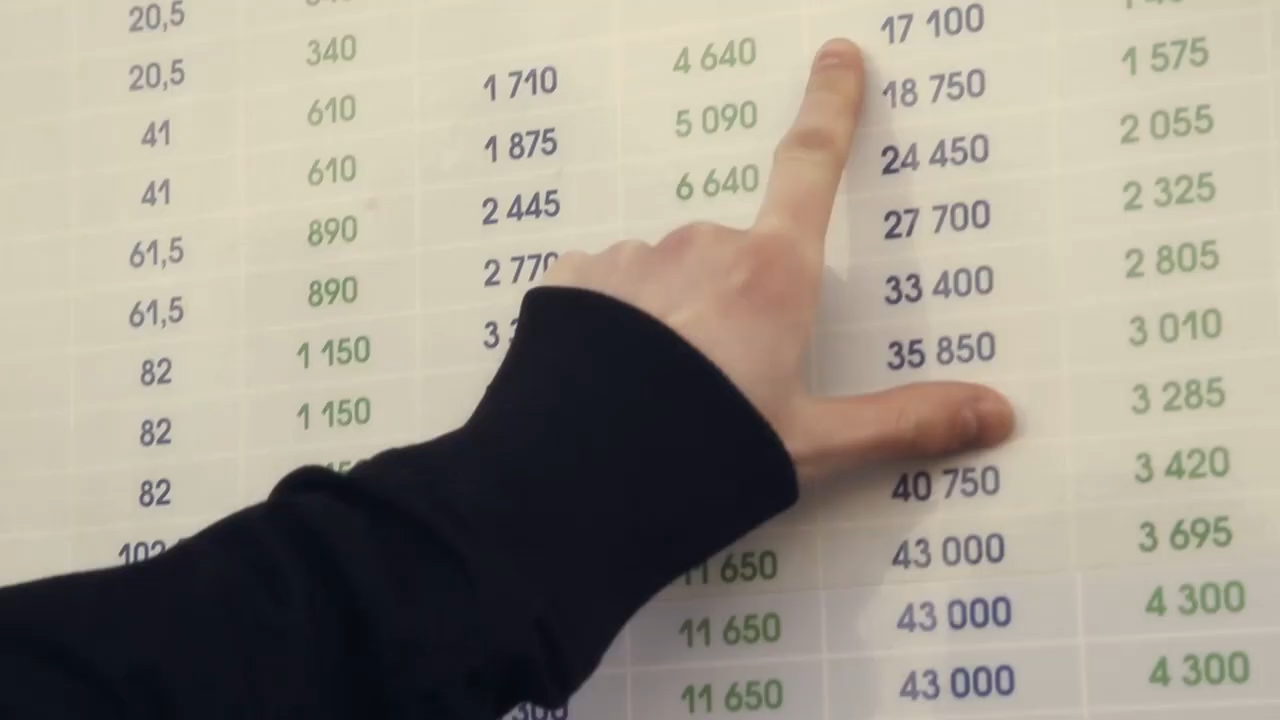 20,5
20,5 340
41 610 1 710 4 640 17 100
41 610 1 875 5 090 18 750 1 575
61,5 890 2 445 6 640 24 450 2 055
61,5 890 2 770 27 700 2 325
82 1 150 33 400 2 805
82 1 150 35 850 3 010
82 3 285
40 750 3 420
11 650 43 000 3 695
11 650 43 000 4 300
11 650 43 000 4 300